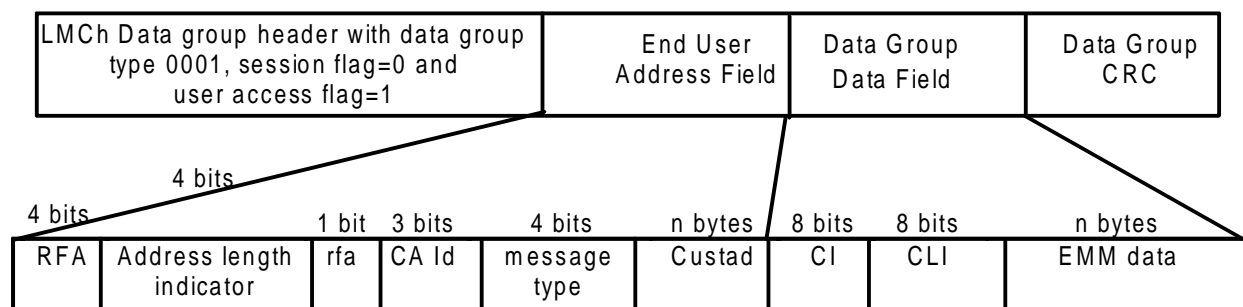 LMCh Data group header with data group
type 0001, session flag=0 and
user access flag=1
End User
Address Field
Data Group
Data Field
Data Group
CRC
4 bits
4 bits
1 bit
3 bits
4 bits
n bytes
8 bits
8 bits
n bytes
RFA
Address length
indicator
rfa
CA Id
message
type
Custad
CI
CLI
EMM data